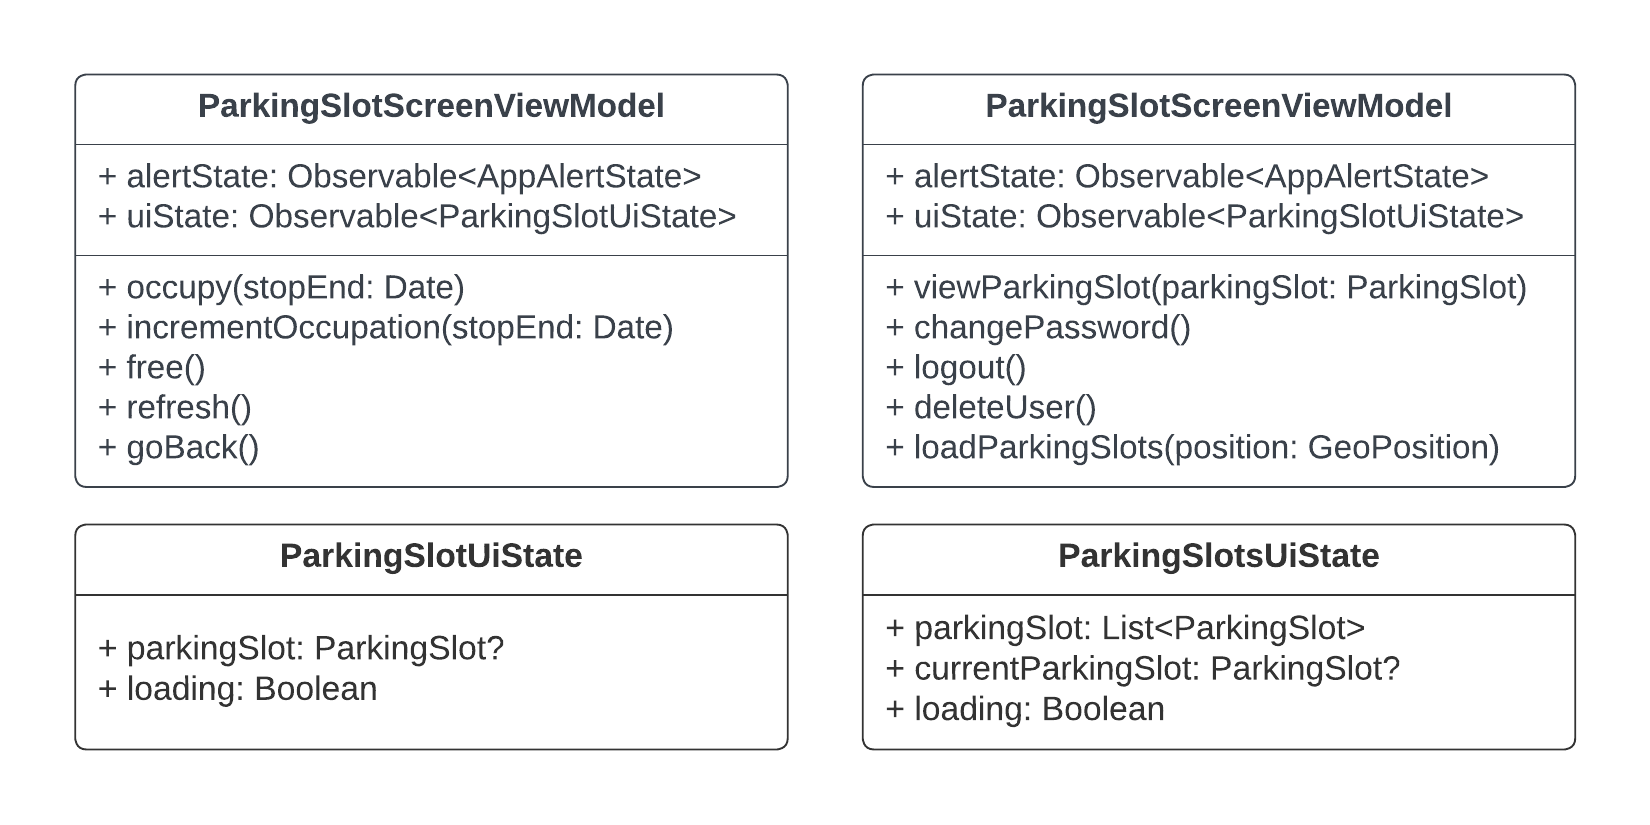 ParkingSlotScreenViewModel
+ alertState: Observable<AppAlertState>
+ uiState: Observable<ParkingSlotUiState>
+ occupy(stopEnd: Date)
+ incrementOccupation(stopEnd: Date)
+ free()
+ refresh()
+ goBack()
ParkingSlotScreenViewModel
+ alertState: Observable<AppAlertState>
+ uiState: Observable<ParkingSlotUiState>
+ viewParkingSlot(parkingSlot: ParkingSlot)
+ changePassword()
+ logout()
+ deleteUser()
+ loadParkingSlots(position: GeoPosition)
ParkingSlotUiState
+ parkingSlot: ParkingSlot?
+ loading: Boolean
ParkingSlotsUiState
+ parkingSlot: List<ParkingSlot>
+ currentParkingSlot: ParkingSlot?
+ loading: Boolean